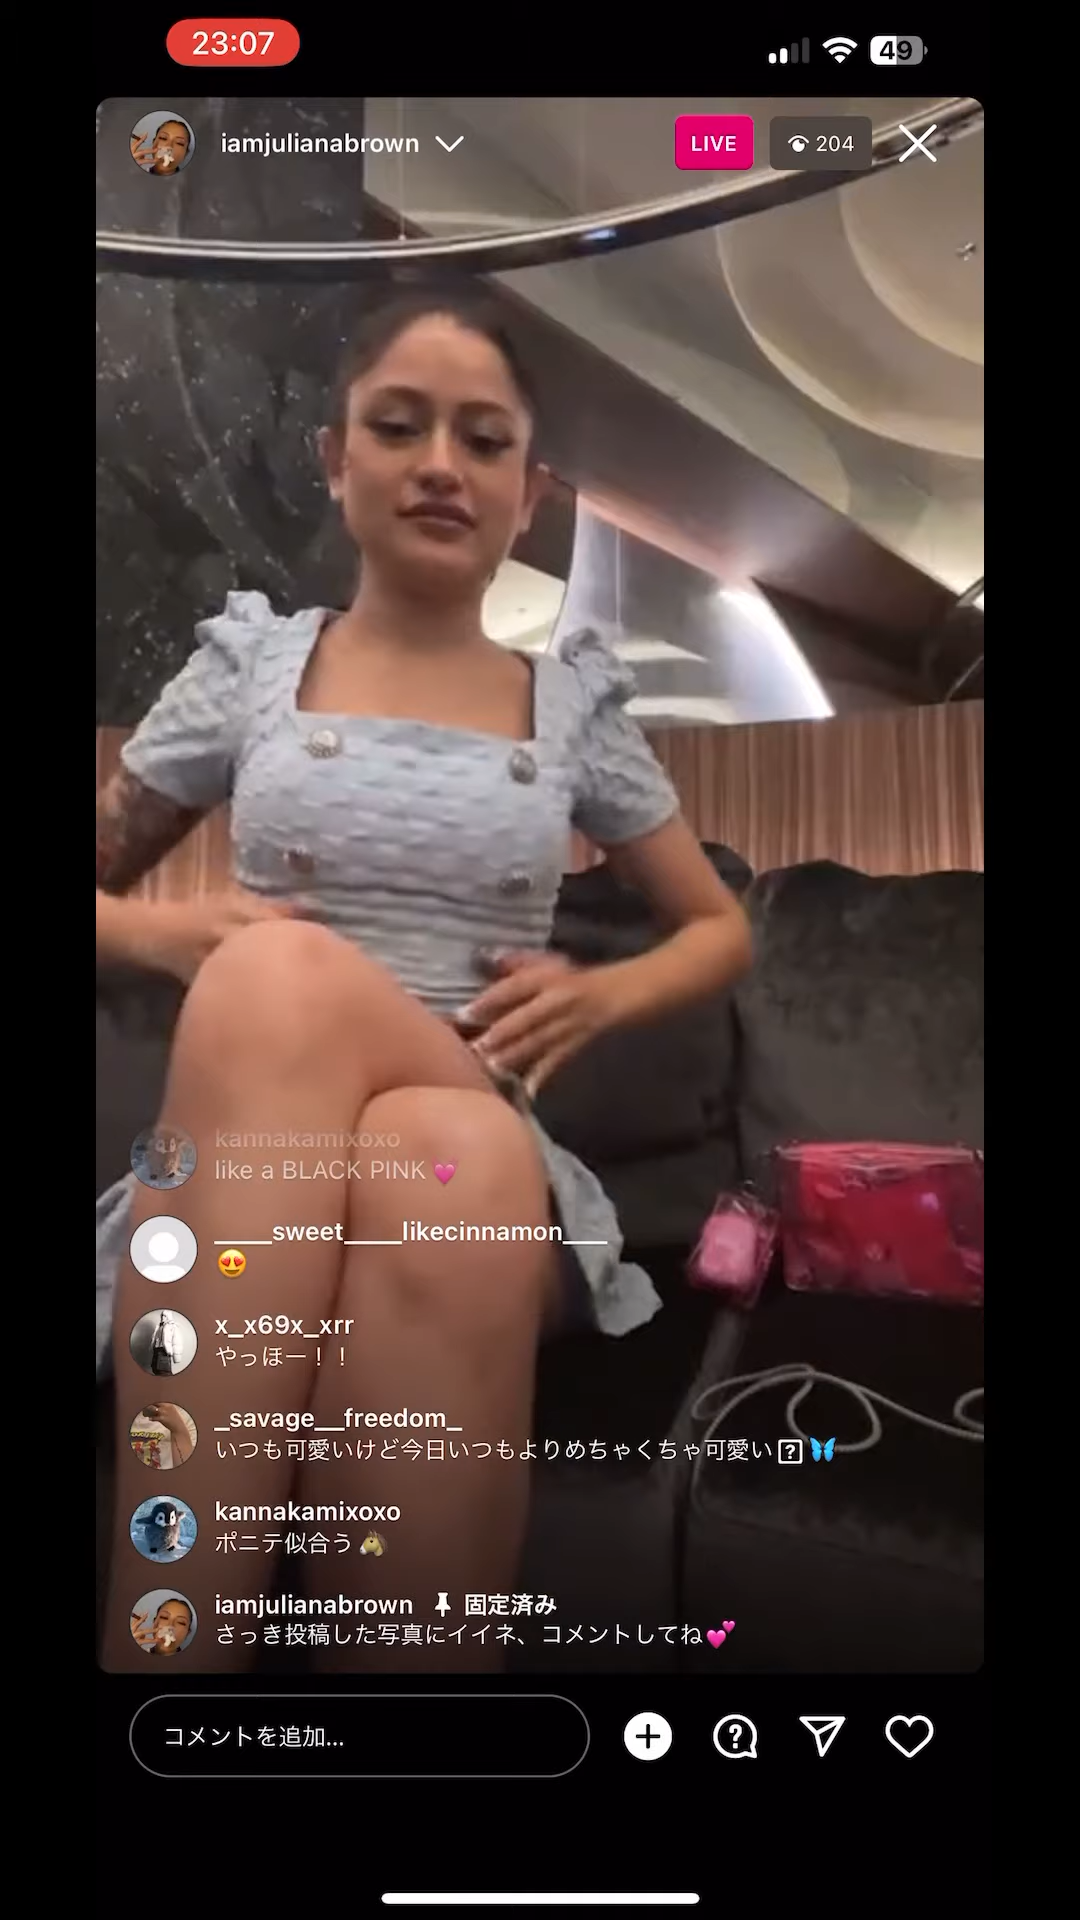 23:07
49
iamjulianabrown
LIVE
204
kannakamixoxo
like a BLACK PINK💗
____sweet____likecinnamon___
😍
x_x69x_xrr
やっほー！！
_savage__freedom_
いつも可愛いけど今日いつもよりめちゃくちゃ可愛い🦋
kannakamixoxo
ポニテ似合う🐴
iamjulianabrown 📌 固定済み
さっき投稿した写真にイイネ、コメントしてね💕
コメントを追加...